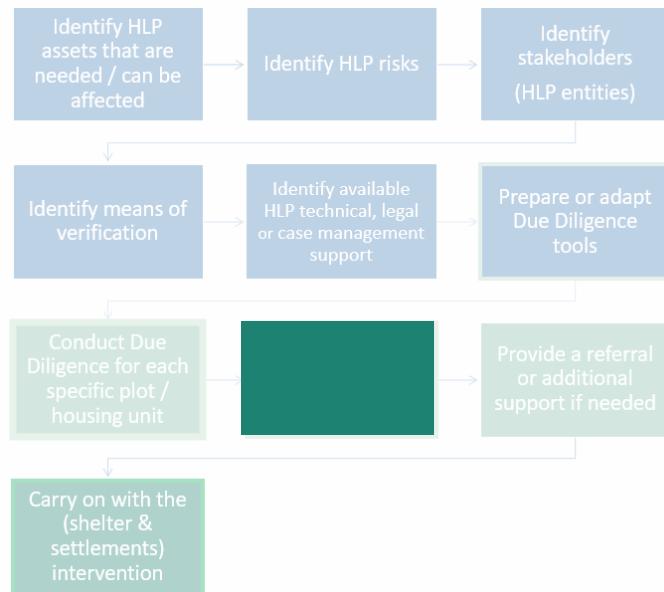 Identify HLP
assets that are
needed / can be
affected
Identify HLP risks
Identify
stakeholders
(HLP entities)
Identify means of
verification
Identify available
HLP technical, legal
or case management
support
Prepare or adapt
Due Diligence
tools
Conduct Due
Diligence for each
specific plot /
housing unit
Provide a referral
or additional
support if needed
Carry on with the
(shelter &
settlements)
intervention